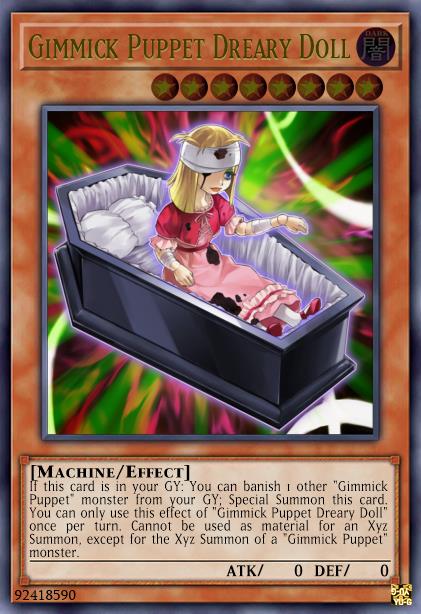 Gimmick Puppet Dreary Doll
DARK
闇
[Machine/Effect]
If this card is in your GY: You can banish 1 other "Gimmick
Puppet" monster from your GY; Special Summon this card.
You can only use this effect of "Gimmick Puppet Dreary Doll"
once per turn. Cannot be used as material for an Xyz
Summon, except for the Xyz Summon of a "Gimmick Puppet"
monster.
ATK/ 0 DEF/ 0
92418590